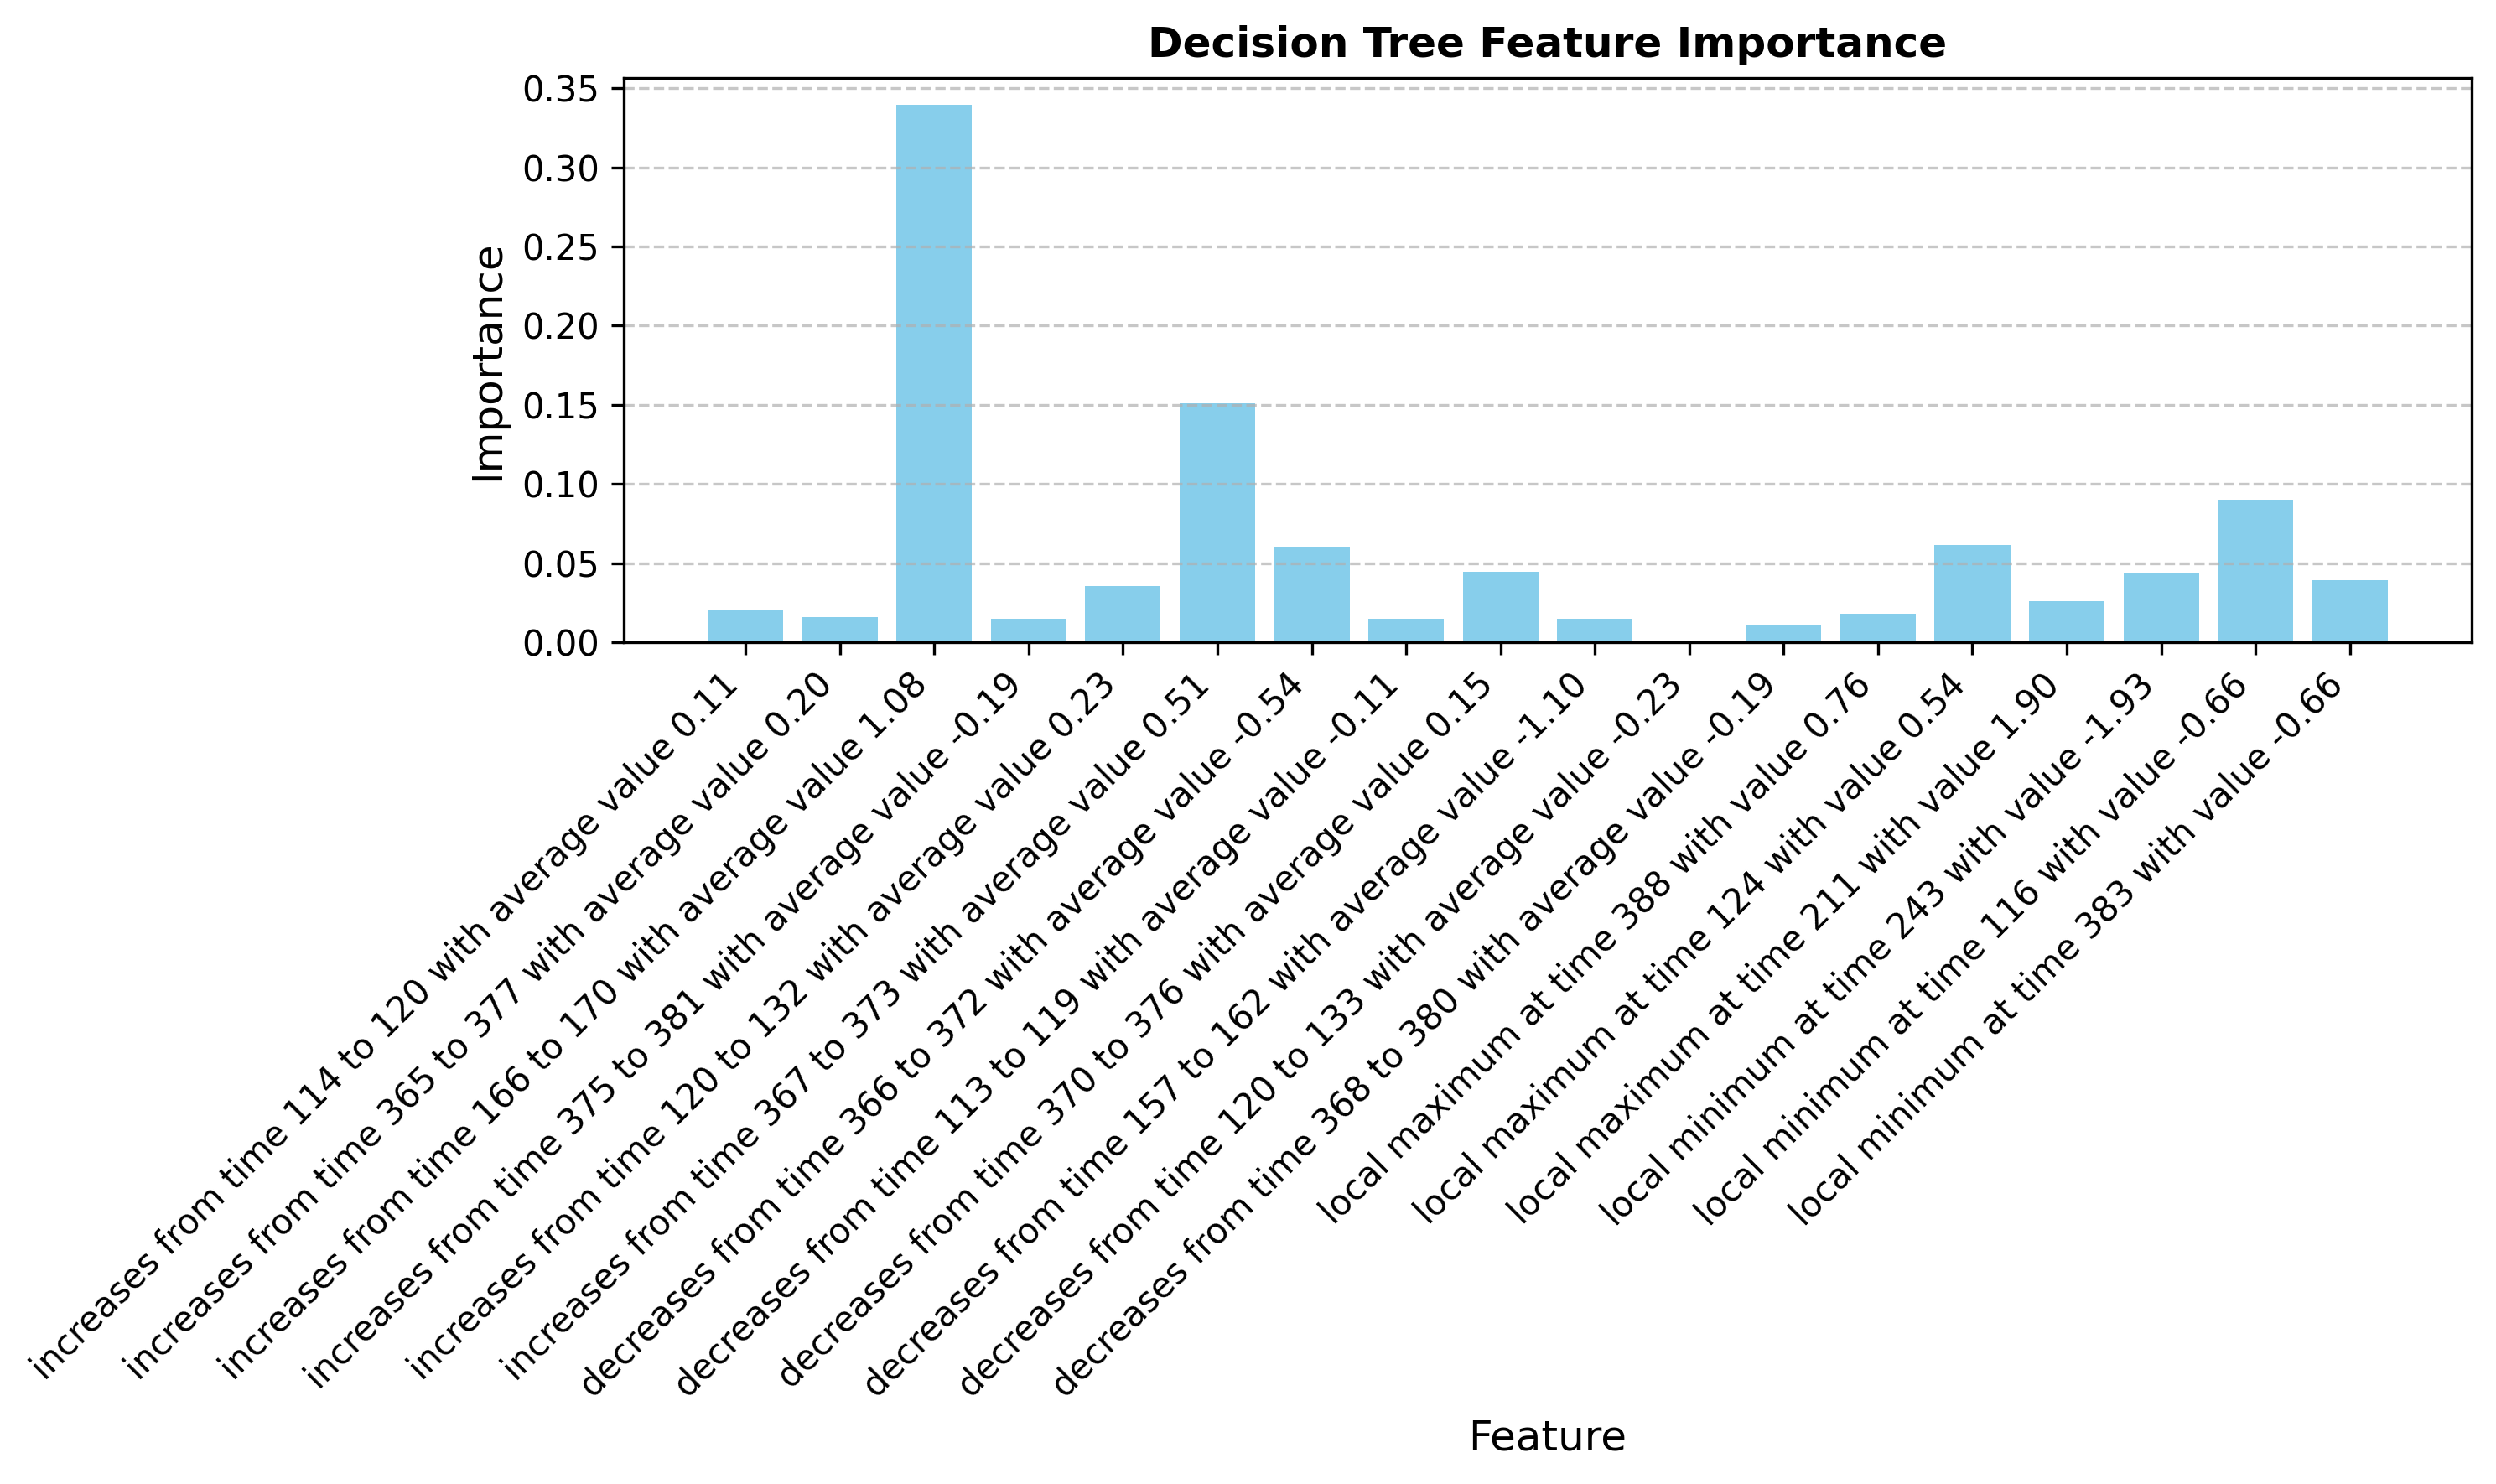 Decision Tree Feature Importance
Importance
0.35
0.30
0.25
0.20
0.15
0.10
0.05
0.00
increases from time 114 to 120 with average value 0.11
increases from time 365 to 377 with average value 0.20
increases from time 166 to 170 with average value 1.08
increases from time 375 to 381 with average value -0.19
increases from time 120 to 132 with average value 0.23
increases from time 367 to 373 with average value 0.51
decreases from time 366 to 372 with average value -0.54
decreases from time 113 to 119 with average value -0.11
decreases from time 370 to 376 with average value 0.15
decreases from time 157 to 162 with average value -1.10
decreases from time 120 to 133 with average value -0.23
decreases from time 368 to 380 with average value -0.19
local maximum at time 388 with value 0.76
local maximum at time 124 with value 0.54
local maximum at time 211 with value 1.90
local minimum at time 243 with value -1.93
local minimum at time 116 with value -0.66
local minimum at time 383 with value -0.66
Feature